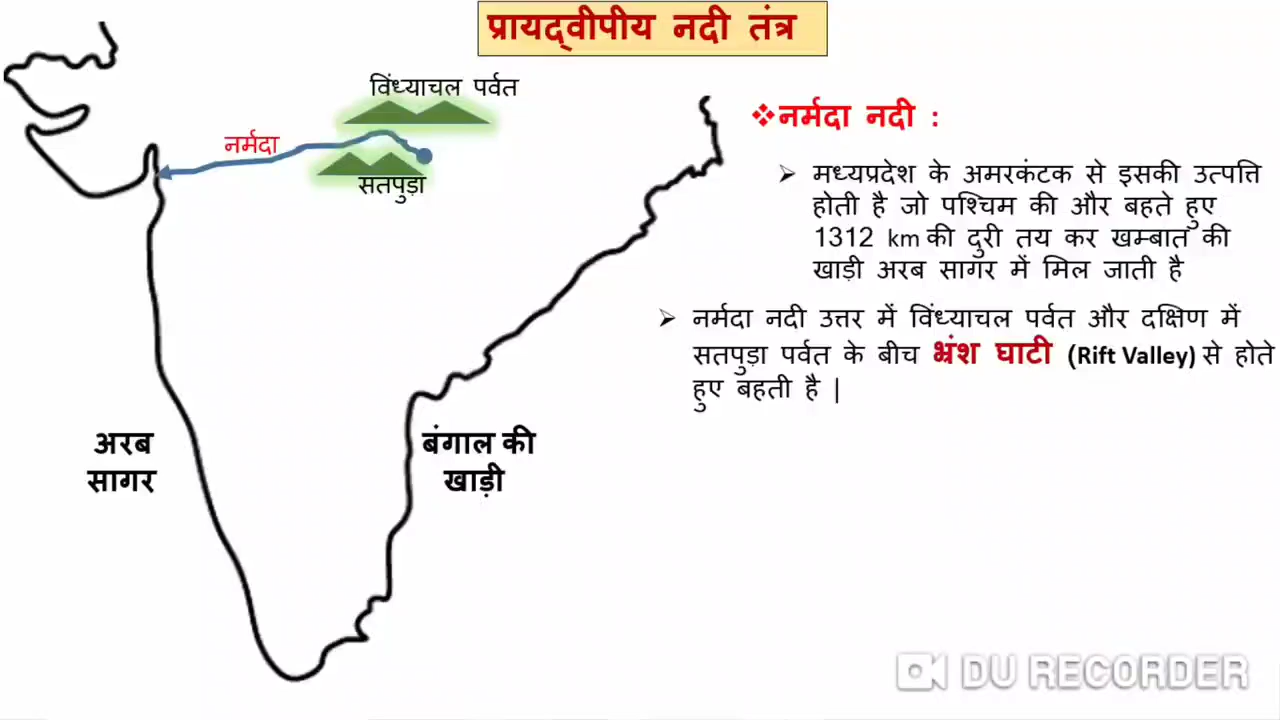 प्रायद्वीपीय नदी तंत्र
विंध्याचल पर्वत
नर्मदा
सतपुड़ा
अरब
सागर
बंगाल की
खाड़ी
❖नर्मदा नदी :
➢ मध्यप्रदेश के अमरकंटक से इसकी उत्पत्ति
होती है जो पश्चिम की और बहते हुए
1312 km की दुरी तय कर खम्बात की
खाड़ी अरब सागर में मिल जाती है
➢ नर्मदा नदी उत्तर में विंध्याचल पर्वत और दक्षिण में
सतपुड़ा पर्वत के बीच भ्रंश घाटी (Rift Valley) से होते
हुए बहती है |
DU RECORDER